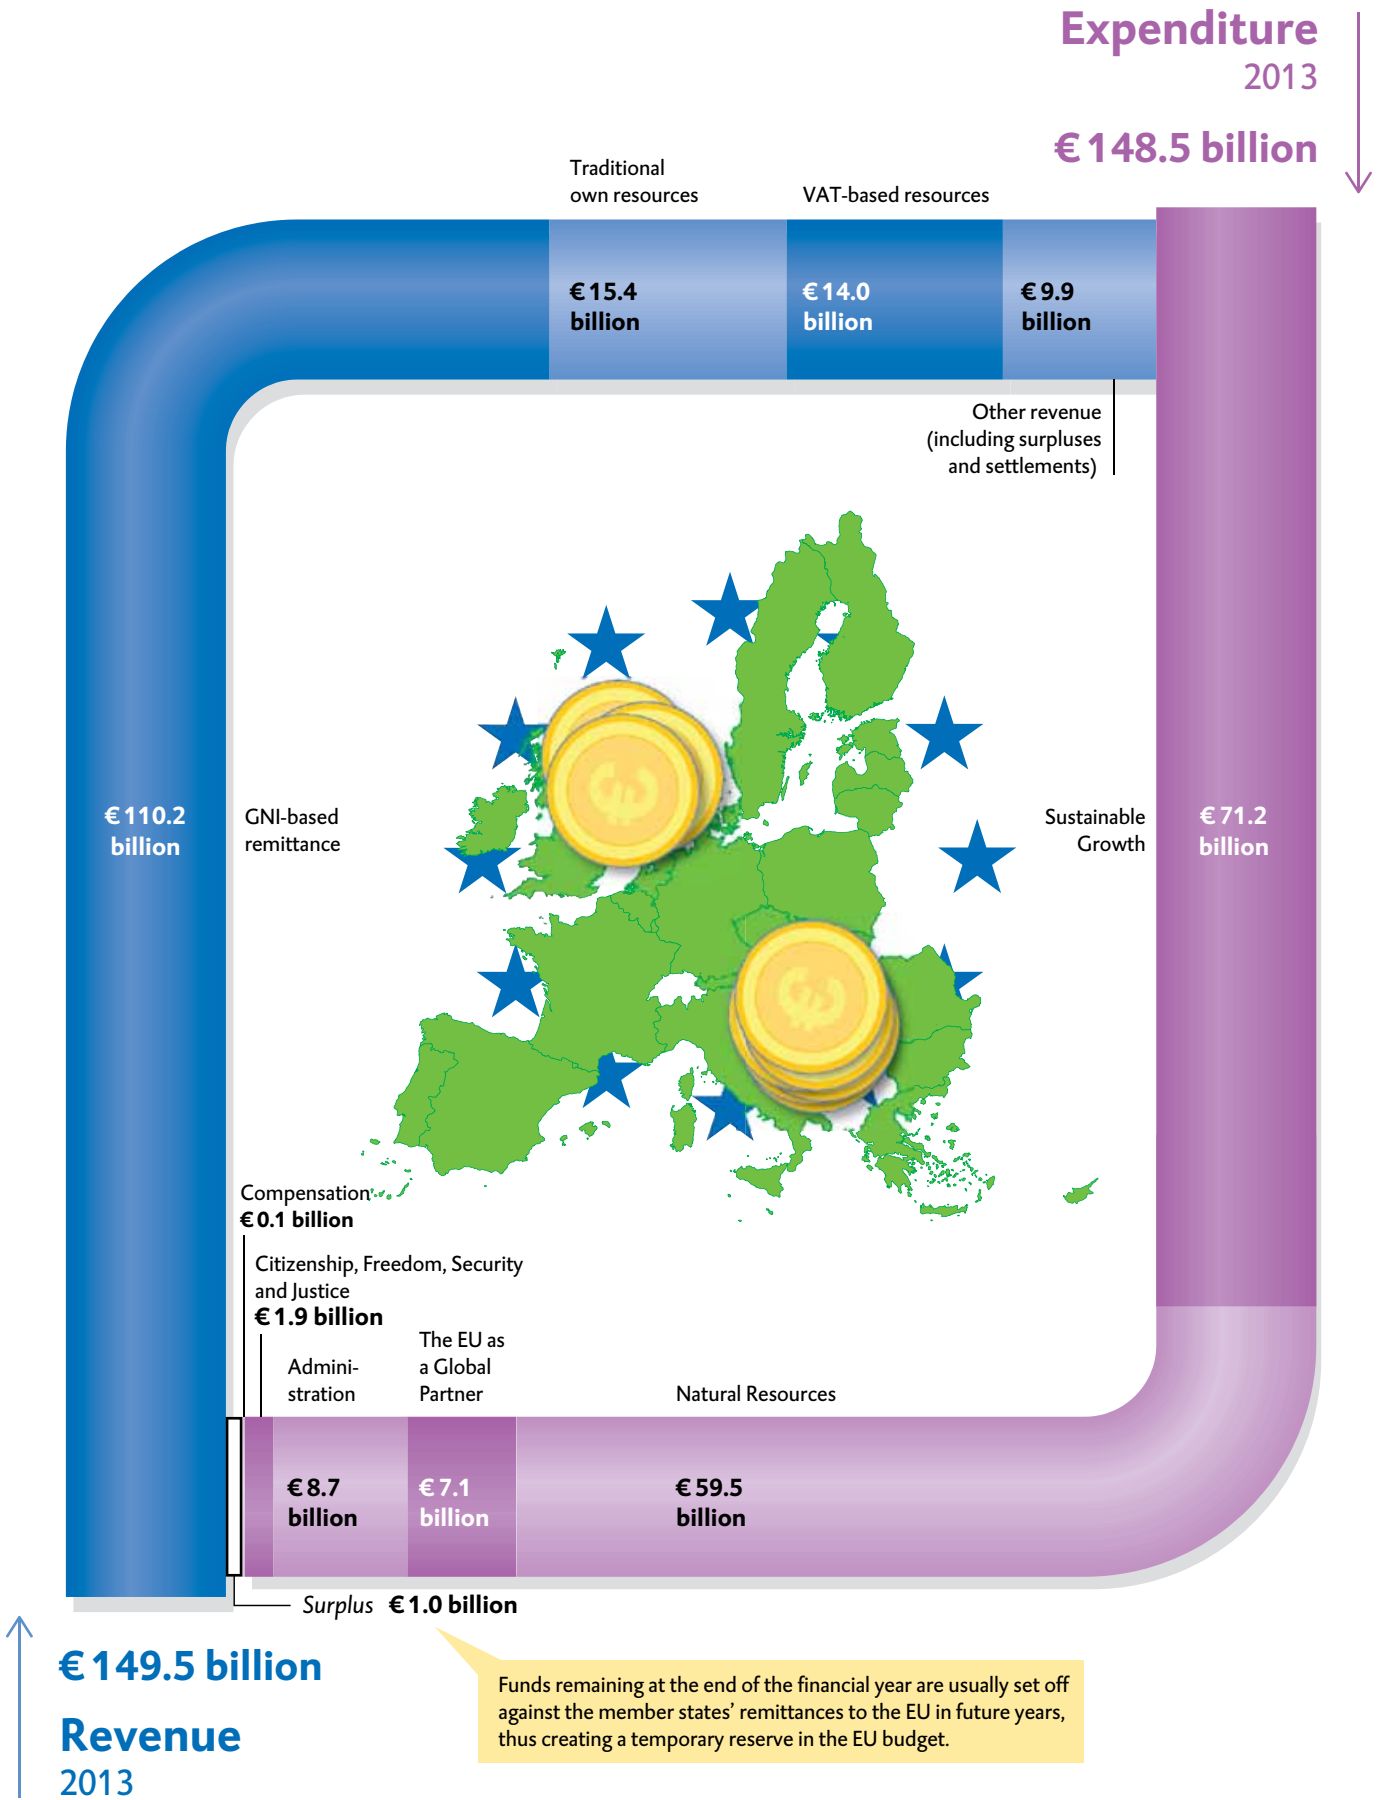 Expenditure
2013
€ 148.5 billion
Traditional
own resources
VAT-based resources
€ 15.4
billion
€ 14.0
billion
€ 9.9
billion
Other revenue
(including surpluses
and settlements)
€ 110.2
billion
GNI-based
remittance
Sustainable
Growth
€ 71.2
billion
Compensation
€ 0.1 billion
Citizenship, Freedom, Security
and Justice
€ 1.9 billion
Admini-
stration
The EU as
a Global
Partner
Natural Resources
€ 8.7
billion
€ 7.1
billion
€ 59.5
billion
Surplus € 1.0 billion
€ 149.5 billion
Revenue
2013
Funds remaining at the end of the financial year are usually set off
against the member states’ remittances to the EU in future years,
thus creating a temporary reserve in the EU budget.